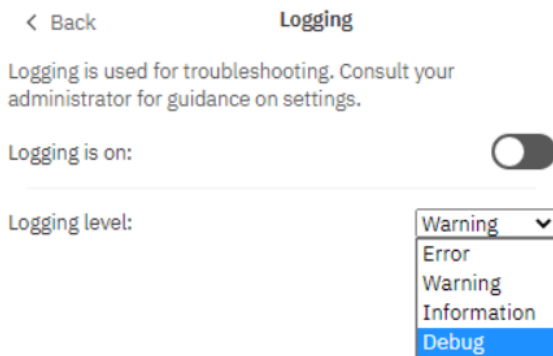 < Back
Logging
Logging is used for troubleshooting. Consult your
administrator for guidance on settings.
Logging is on:
Logging level:
Warning
Error
Warning
Information
Debug